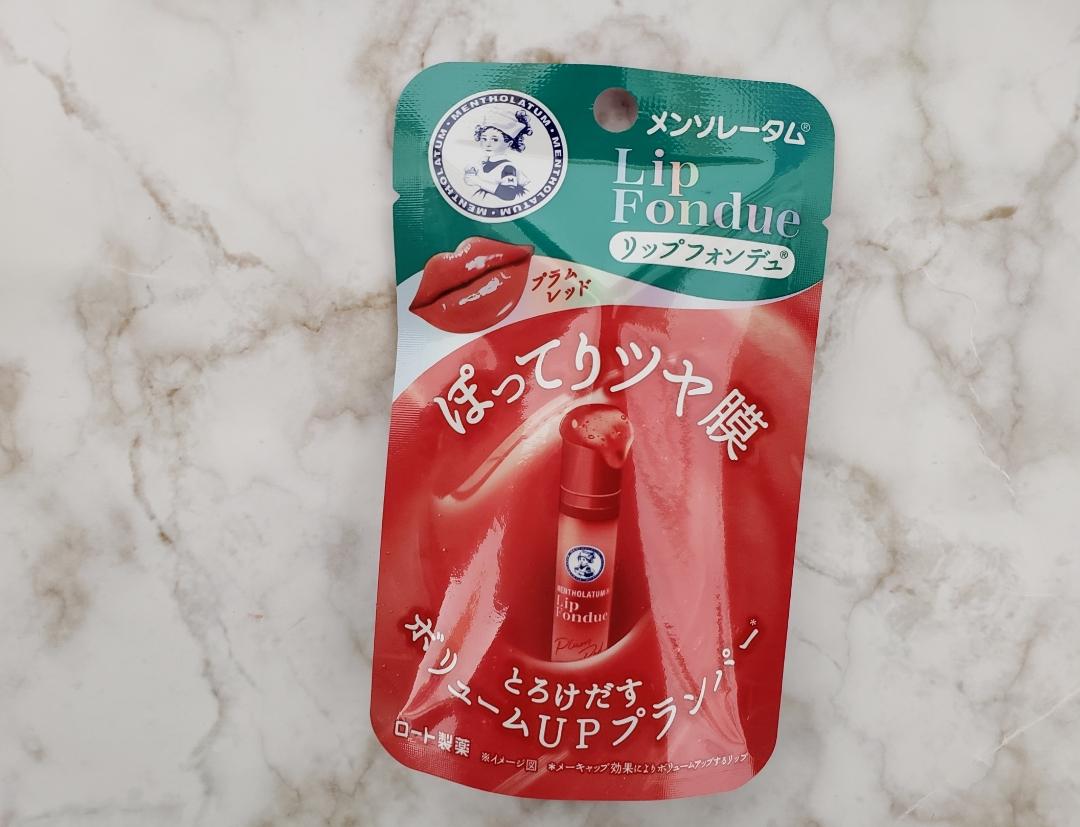 MENTHOLATUM • MENTHOLATUM • MENTHOLATUM • MENTHOLATUM
メンソレータム®
Lip
Fondue
リップフォンデュ®
プラム
レッド
ぽってりツヤ膜
MENTHOLATUM®
Lip
Fondue
Plum
とろけだす
ボリュームUPプランパー*
ロート製薬
※イメージ図 *メーキャップ効果によりボリュームアップするリップ